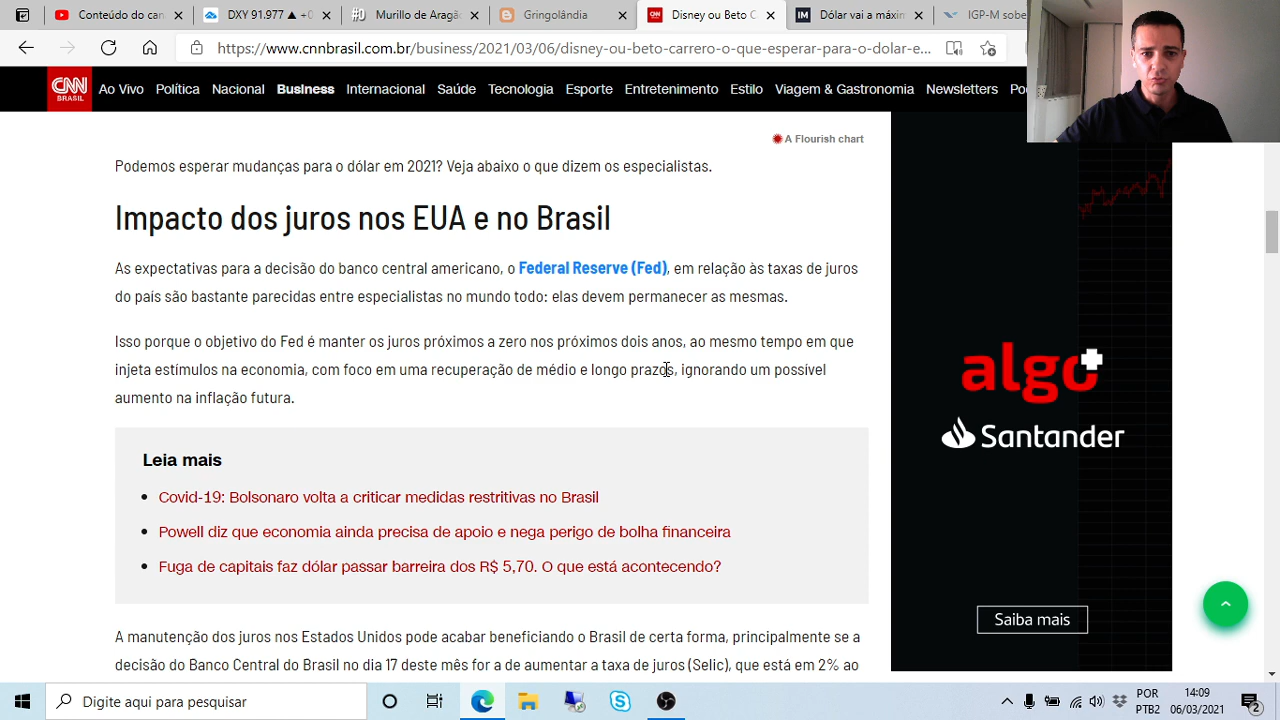 DXY 91.977
#0
Federal Reserve
Disney ou Beto C
Dólar vai a m
IGP-M
https://www.cnnbrasil.com.br/business/2021/03/06/disney-ou-beto-carrero-o-que-esperar-para-o-dolar-e...
CNN BRASIL
Ao Vivo Política Nacional Business Internacional Saúde Tecnologia Esporte Entretenimento Estilo Viagem & Gastronomia Newsletters
A Flourish chart
Podemos esperar mudanças para o dólar em 2021? Veja abaixo o que dizem os especialistas.
Impacto dos juros nos EUA e no Brasil
As expectativas para a decisão do banco central americano, o Federal Reserve (Fed), em relação às taxas de juros
do país são bastante parecidas entre especialistas no mundo todo: elas devem permanecer as mesmas.
Isso porque o objetivo do Fed é manter os juros próximos a zero nos próximos dois anos, ao mesmo tempo em que
injeta estímulos na economia, com foco em uma recuperação de médio e longo prazos, ignorando um possível
aumento na inflação futura.
Leia mais
Covid-19: Bolsonaro volta a criticar medidas restritivas no Brasil
Powell diz que economia ainda precisa de apoio e nega perigo de bolha financeira
Fuga de capitais faz dólar passar barreira dos R$ 5,70. O que está acontecendo?
A manutenção dos juros nos Estados Unidos pode acabar beneficiando o Brasil de certa forma, principalmente se a
decisão do Banco Central do Brasil no dia 17 deste mês for a de aumentar a taxa de juros (Selic), que está em 2% ao
algo+
Santander
Saiba mais
Digite aqui para pesquisar
POR
PTB2
14:09
06/03/2021
2